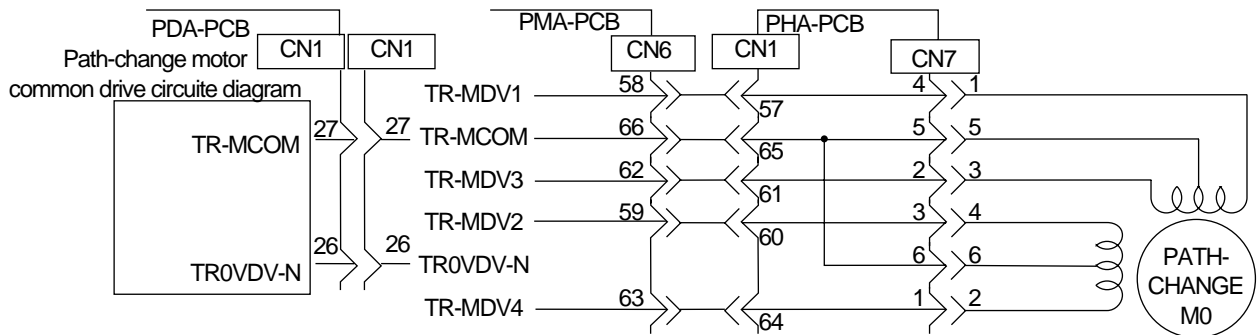 PDA-PCB
PMA-PCB
PHA-PCB
CN1
CN1
CN6
CN1
CN7
Path-change motor
common drive circuite diagram
TR-MCOM
27
27
TR-MCOM
26
26
TR0VDV-N
TR0VDV-N
TR-MDV1
58
57
4
1
66
65
5
5
TR-MDV3
62
61
2
3
TR-MDV2
59
60
3
4
6
6
TR-MDV4
63
64
1
2
PATH-
CHANGE
M0